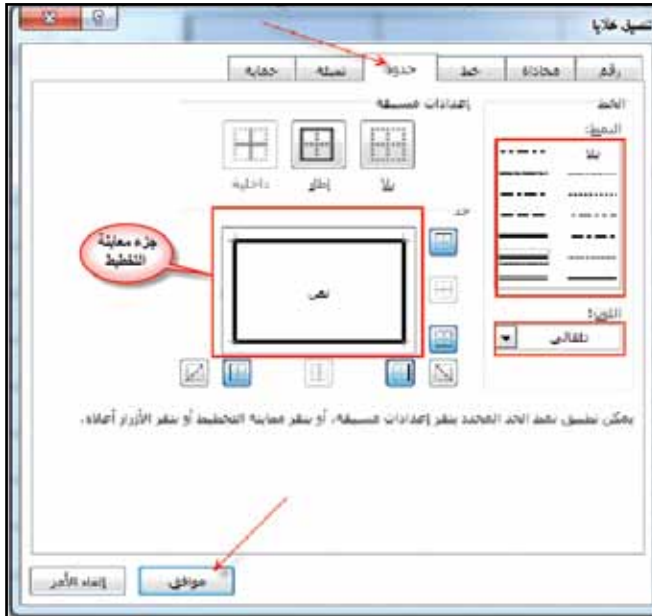 تنسيق خلايا
رقم
محاذاة
خط
حدود
تعبئة
حماية
الخط
النمط:
بلا
اللون:
تلقائي
إعدادات مسبقة
بلا
إطار
داخلية
حد
نص
جزء معاينة
التخطيط
يمكن تطبيق نمط الحد المحدد بنقر إعدادات مسبقة، أو بنقر معاينة التخطيط أو بنقر الأزرار أعلاه.
موافق
إلغاء الأمر